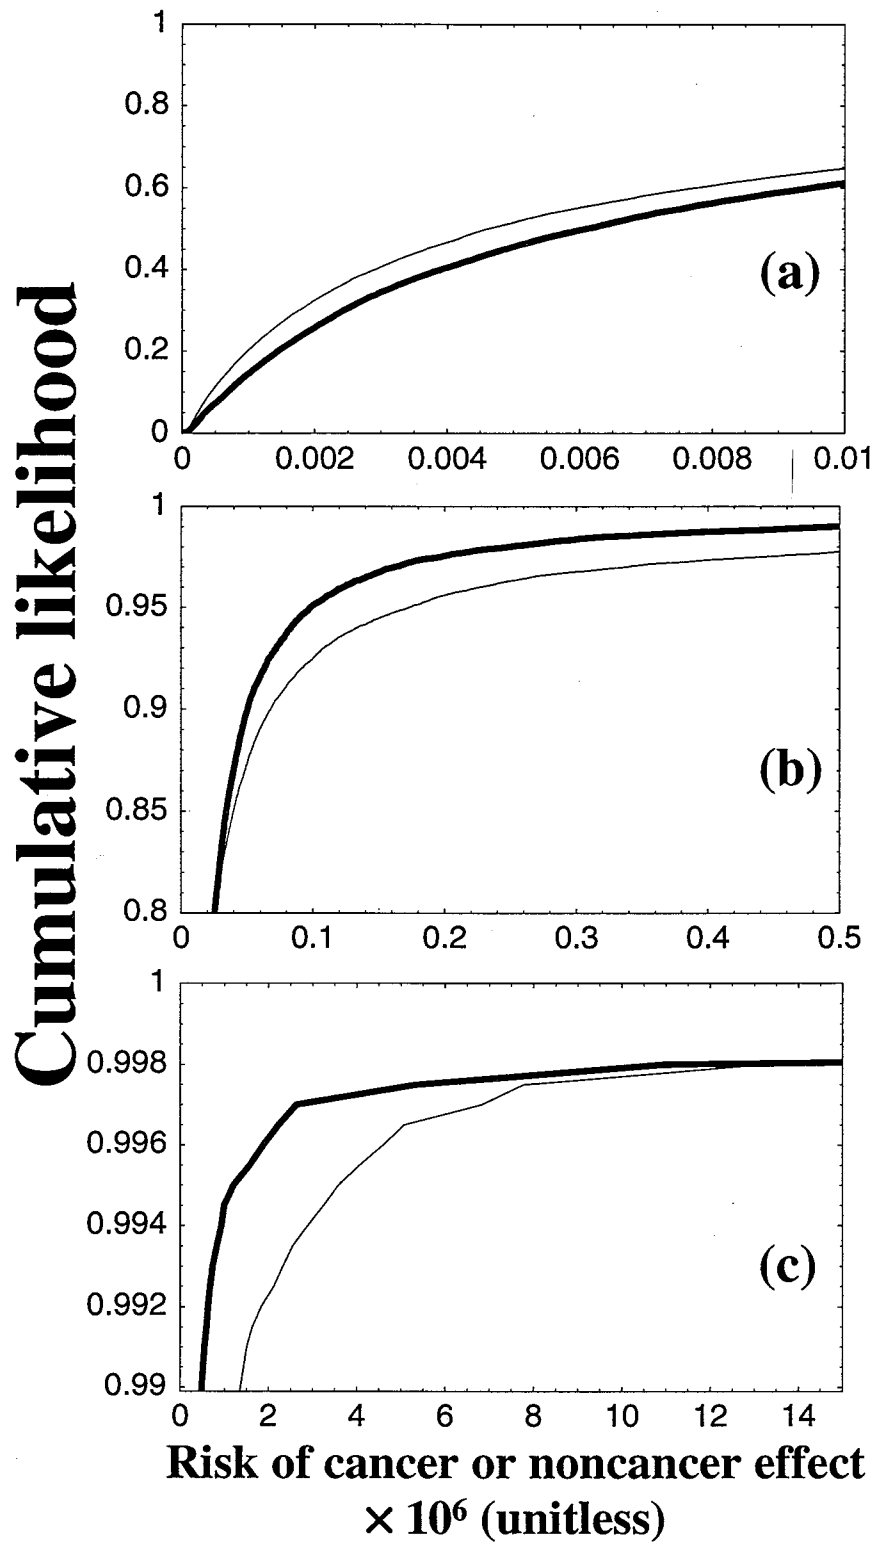 Cumulative likelihood
1
0.8
0.6
0.4
0.2
0
(a)
0 0.002 0.004 0.006 0.008 0.01
1
0.95
0.9
0.85
0.8
(b)
0 0.1 0.2 0.3 0.4 0.5
1
0.998
0.996
0.994
0.992
0.99
(c)
0 2 4 6 8 10 12 14
Risk of cancer or noncancer effect
× 10⁶ (unitless)